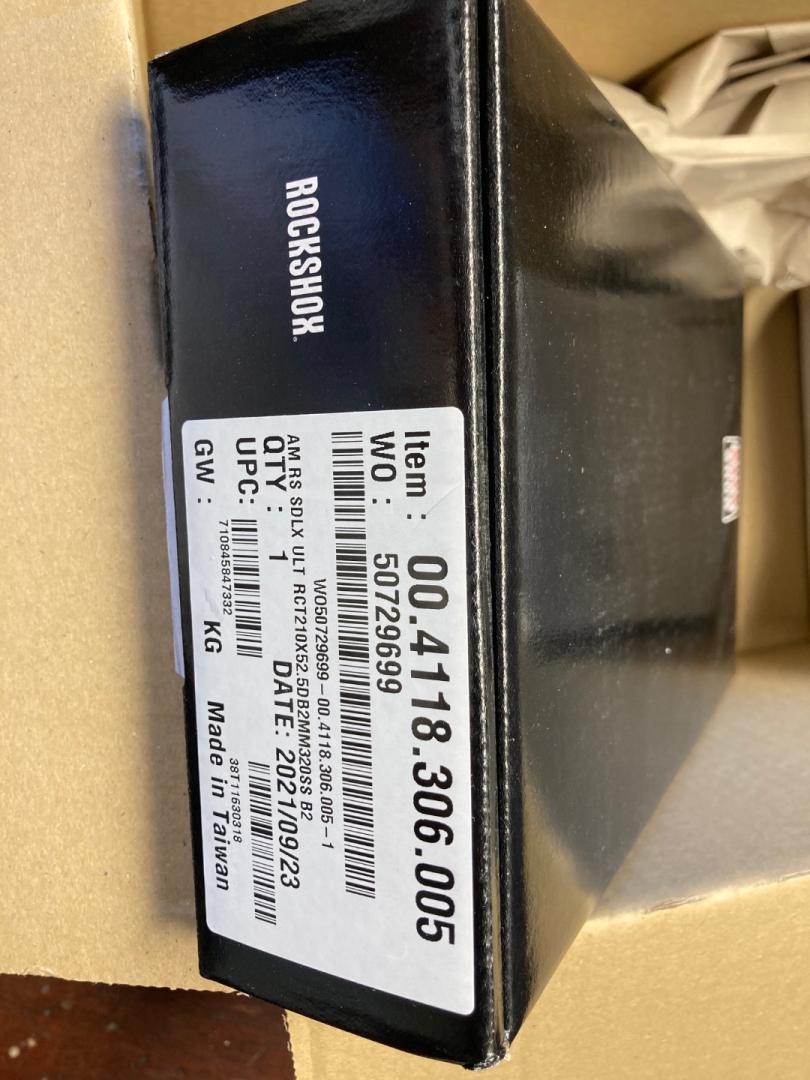 ROCKSHOX
Item : 00.4118.306.005
WO : 50729699
WO50729699-00.4118.306.005-1
AM RS SDLX ULT RCT210X52.5DB2MM320SS B2
QTY : 1 DATE: 2021/09/23
UPC:
710845847332
38T11630318
GW : KG Made in Taiwan